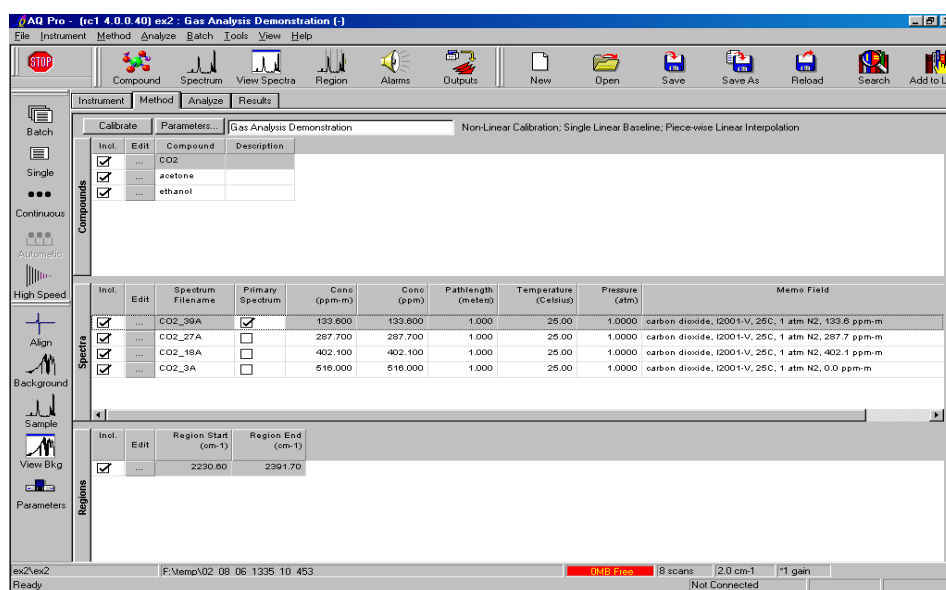 AQ Pro - (rc1 4.0.0.40) ex2 : Gas Analysis Demonstration (-)
File Instrument Method Analyze Batch Tools View Help
STOP Compound Spectrum View Spectra Region Alarms Outputs New Open Save Save As Reload Search Add to L
Instrument Method Analyze Results
Batch
Single
Continuous
Automatic
High Speed
Align
Background
Sample
View Bkg
Parameters
Calibrate Parameters... Gas Analysis Demonstration Non-Linear Calibration; Single Linear Baseline; Piece-wise Linear Interpolation
Compounds
Incl. Edit Compound Description
... CO2
... acetone
... ethanol
Spectra
Incl. Edit Spectrum Filename Primary Spectrum Conc (ppm-m) Conc (ppm) Pathlength (meters) Temperature (Celsius) Pressure (atm) Memo Field
... CO2_39A 133.600 133.600 1.000 25.00 1.0000 carbon dioxide, I2001-V, 25C, 1 atm N2, 133.6 ppm-m
... CO2_27A 287.700 287.700 1.000 25.00 1.0000 carbon dioxide, I2001-V, 25C, 1 atm N2, 287.7 ppm-m
... CO2_18A 402.100 402.100 1.000 25.00 1.0000 carbon dioxide, I2001-V, 25C, 1 atm N2, 402.1 ppm-m
... CO2_3A 516.000 516.000 1.000 25.00 1.0000 carbon dioxide, I2001-V, 25C, 1 atm N2, 0.0 ppm-m
Regions
Incl. Edit Region Start (cm-1) Region End (cm-1)
... 2230.60 2391.70
ex2\ex2 F:\temp\02 08 06 1335 10 453 0MB Free 8 scans 2.0 cm-1 *1 gain
Ready Not Connected